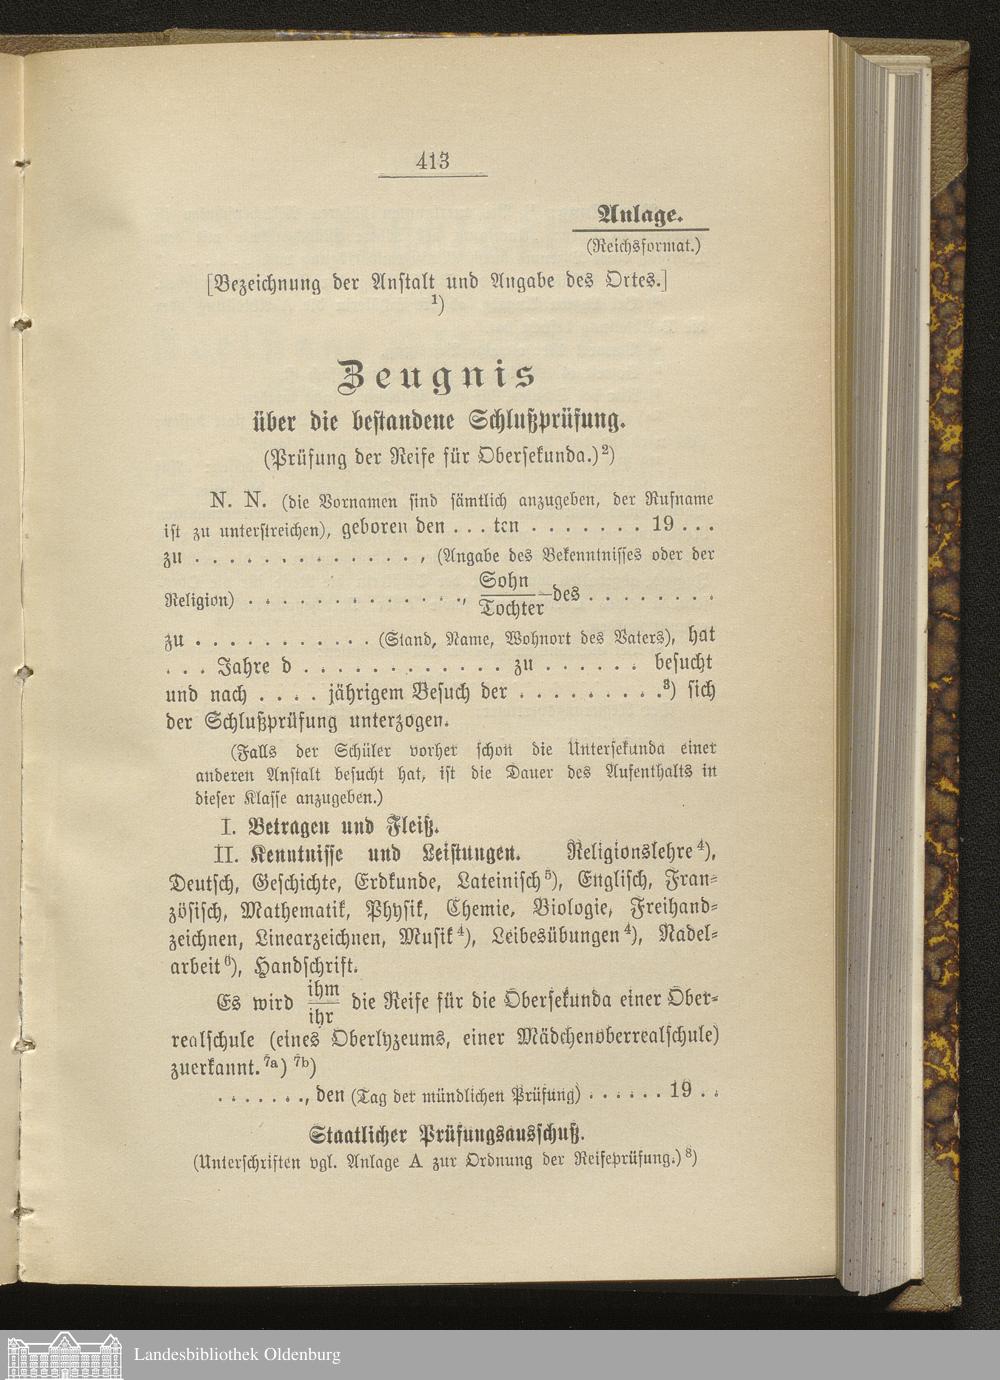 413
Anlage.
(Reichsformat.)
[Bezeichnung der Anstalt und Angabe des Ortes.]
¹)
Zeugnis
über die bestandene Schlußprüfung.
(Prüfung der Reife für Obersekunda.)²)
N. N. (die Vornamen sind sämtlich anzugeben, der Rufname
ist zu unterstreichen), geboren den . . . ten . . . . . . . 19 . . .
zu . . . . . . . . . . . . . . , (Angabe des Bekenntnisses oder der
Religion) . . . . . . . . . . . . . , Sohn/Tochter des . . . . . . . .
zu . . . . . . . . . . . (Stand, Name, Wohnort des Vaters), hat
. . . Jahre d . . . . . . . . . . . . . zu . . . . . . besucht
und nach . . . . jährigem Besuch der . . . . . . . . .³) sich
der Schlußprüfung unterzogen.
(Falls der Schüler vorher schon die Untersekunda einer
anderen Anstalt besucht hat, ist die Dauer des Aufenthalts in
dieser Klasse anzugeben.)
I. Betragen und Fleiß.
II. Kenntnisse und Leistungen. Religionslehre⁴),
Deutsch, Geschichte, Erdkunde, Lateinisch⁵), Englisch, Fran-
zösisch, Mathematik, Physik, Chemie, Biologie, Freihand-
zeichnen, Linearzeichnen, Musik⁴), Leibesübungen⁴), Nadel-
arbeit⁶), Handschrift.
Es wird ihm/ihr die Reife für die Obersekunda einer Ober-
realschule (eines Oberlyzeums, einer Mädchenoberrealschule)
zuerkannt.⁷ᵃ) ⁷ᵇ)
. . . . . . ., den (Tag der mündlichen Prüfung) . . . . . . 19 . .
Staatlicher Prüfungsausschuß.
(Unterschriften vgl. Anlage A zur Ordnung der Reifeprüfung.)⁸)
Landesbibliothek Oldenburg